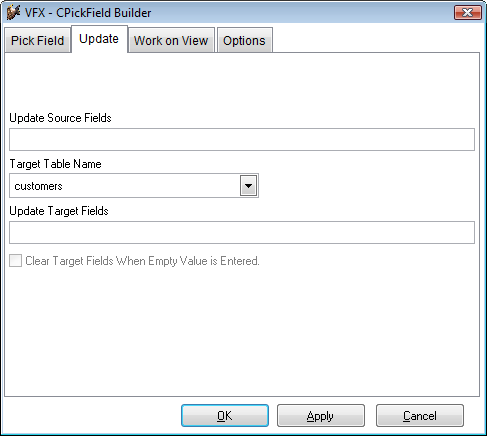 VFX - CPickField Builder
Pick Field Update Work on View Options
Update Source Fields
Target Table Name
customers
Update Target Fields
Clear Target Fields When Empty Value is Entered.
OK Apply Cancel